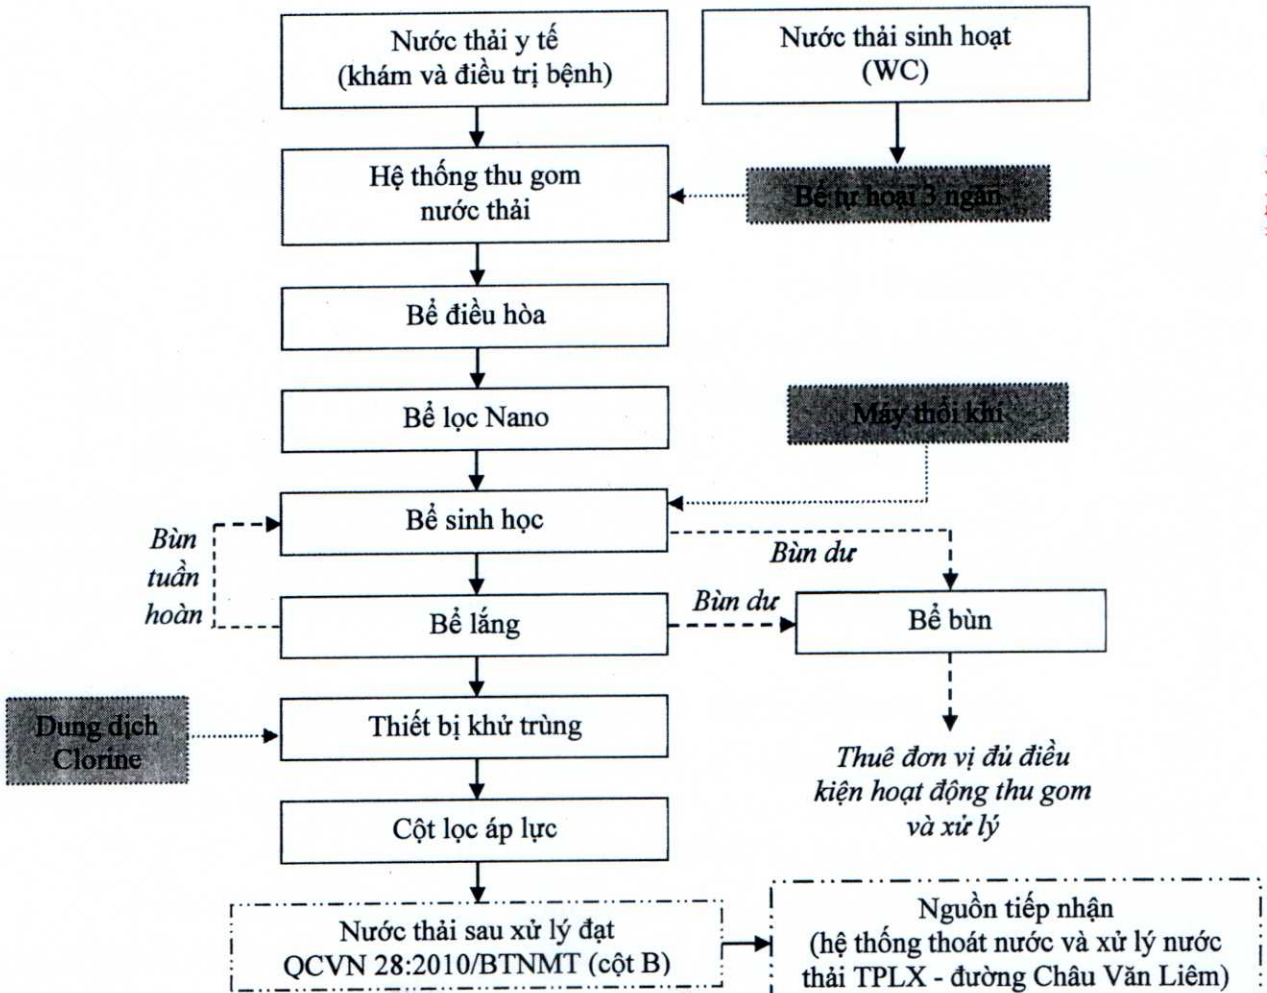 Nước thải y tế
(khám và điều trị bệnh)
Nước thải sinh hoạt
(WC)
Hệ thống thu gom
nước thải
Bể tự hoại 3 ngăn
Bể điều hòa
Bể lọc Nano
Máy thổi khí
Bể sinh học
Bùn
tuần
hoàn
Bùn dư
Bể lắng
Bùn dư
Bể bùn
Dung dịch
Clorine
Thiết bị khử trùng
Thuê đơn vị đủ điều
kiện hoạt động thu gom
và xử lý
Cột lọc áp lực
Nước thải sau xử lý đạt
QCVN 28:2010/BTNMT (cột B)
Nguồn tiếp nhận
(hệ thống thoát nước và xử lý nước
thải TPLX - đường Châu Văn Liêm)